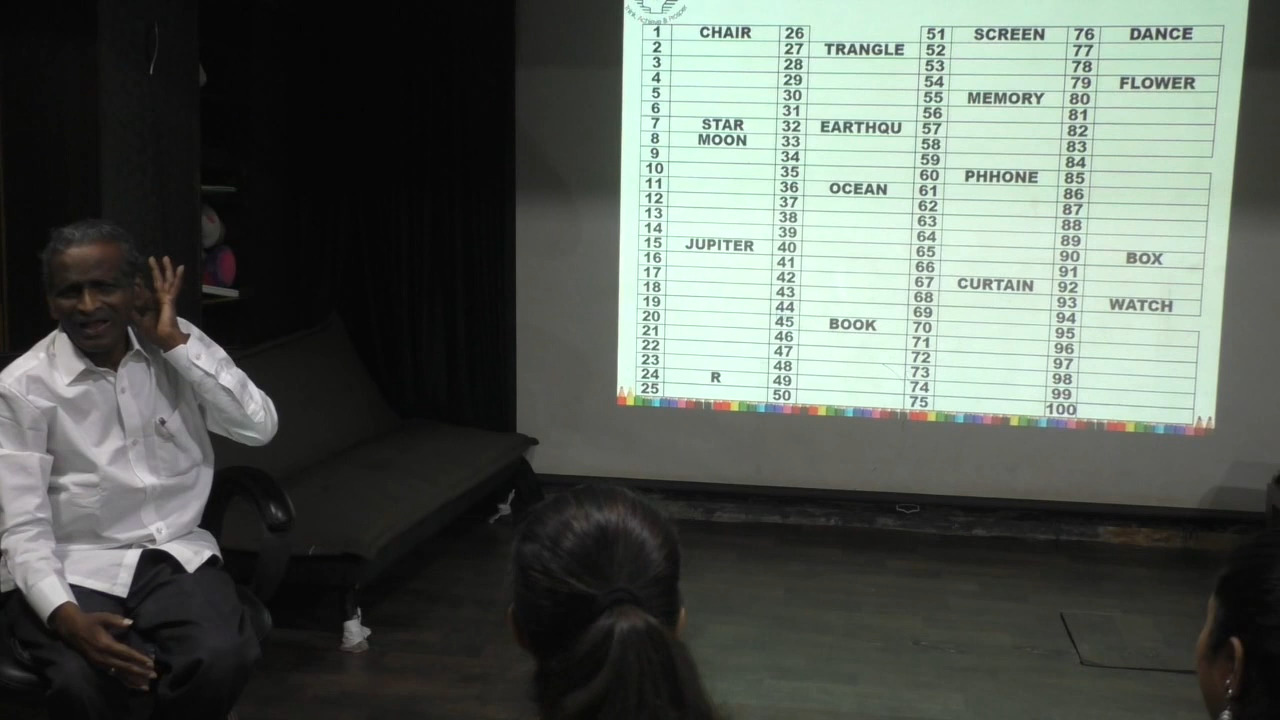 Think, Achieve & Prosper
1 CHAIR 26 51 SCREEN 76 DANCE
2 27 TRANGLE 52 77
3 28 53 78
4 29 54 79 FLOWER
5 30 55 MEMORY 80
6 31 56 81
7 STAR 32 EARTHQU 57 82
8 MOON 33 58 83
9 34 59 84
10 35 60 PHHONE 85
11 36 OCEAN 61 86
12 37 62 87
13 38 63 88
14 39 64 89
15 JUPITER 40 65 90 BOX
16 41 66 91
17 42 67 CURTAIN 92
18 43 68 93 WATCH
19 44 69 94
20 45 BOOK 70 95
21 46 71 96
22 47 72 97
23 48 73 98
24 R 49 74 99
25 50 75 100